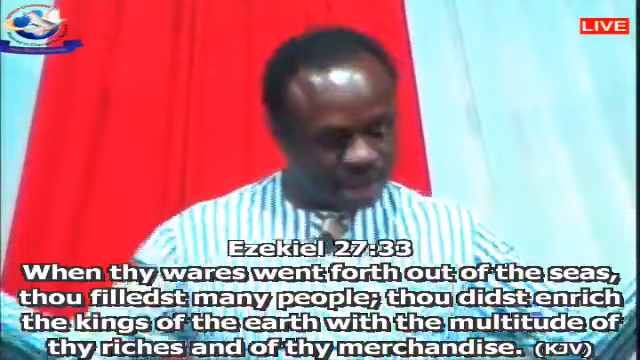 LIVE
Ezekiel 27:33
When thy wares went forth out of the seas,
thou filledst many people; thou didst enrich
the kings of the earth with the multitude of
thy riches and of thy merchandise. (KJV)